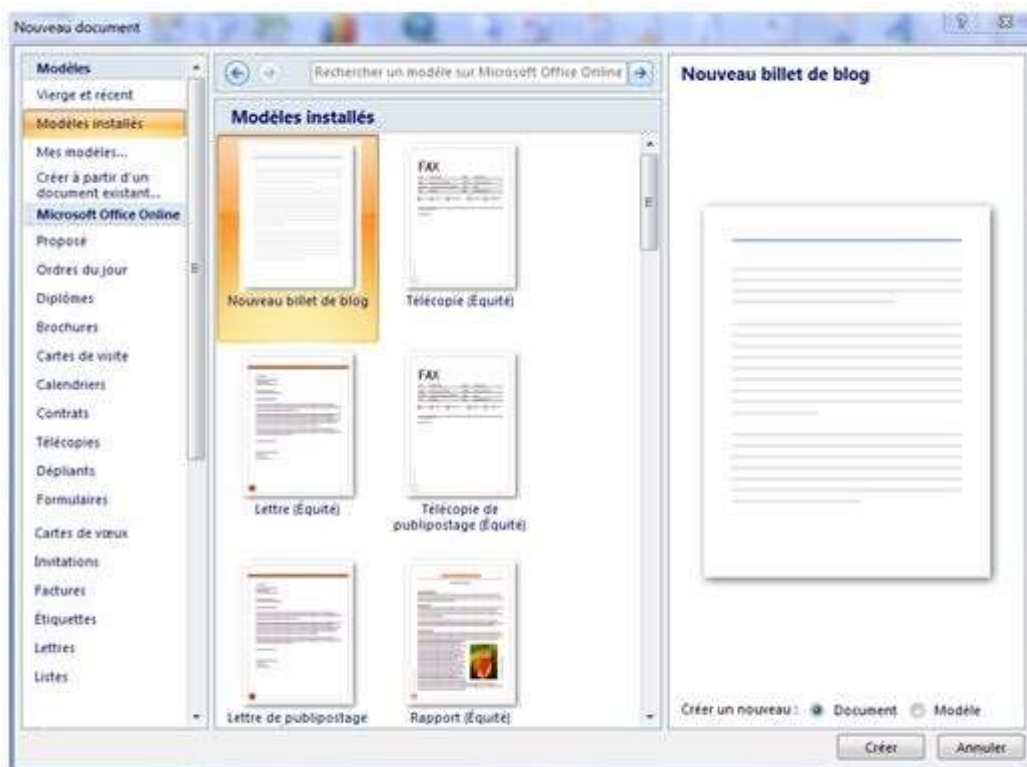 Nouveau document
Modèles
Vierge et récent
Modèles installés
Mes modèles...
Créer à partir d'un
document existant...
Microsoft Office Online
Proposé
Ordres du jour
Diplômes
Brochures
Cartes de visite
Calendriers
Contrats
Télécopies
Dépliants
Formulaires
Cartes de vœux
Invitations
Factures
Étiquettes
Lettres
Listes
Rechercher un modèle sur Microsoft Office Online
Modèles installés
FAX
Nouveau billet de blog
Télécopie (Équité)
FAX
Lettre (Équité)
Télécopie de
publipostage (Équité)
Lettre de publipostage
Rapport (Équité)
Nouveau billet de blog
Créer un nouveau :
Document
Modèle
Créer
Annuler